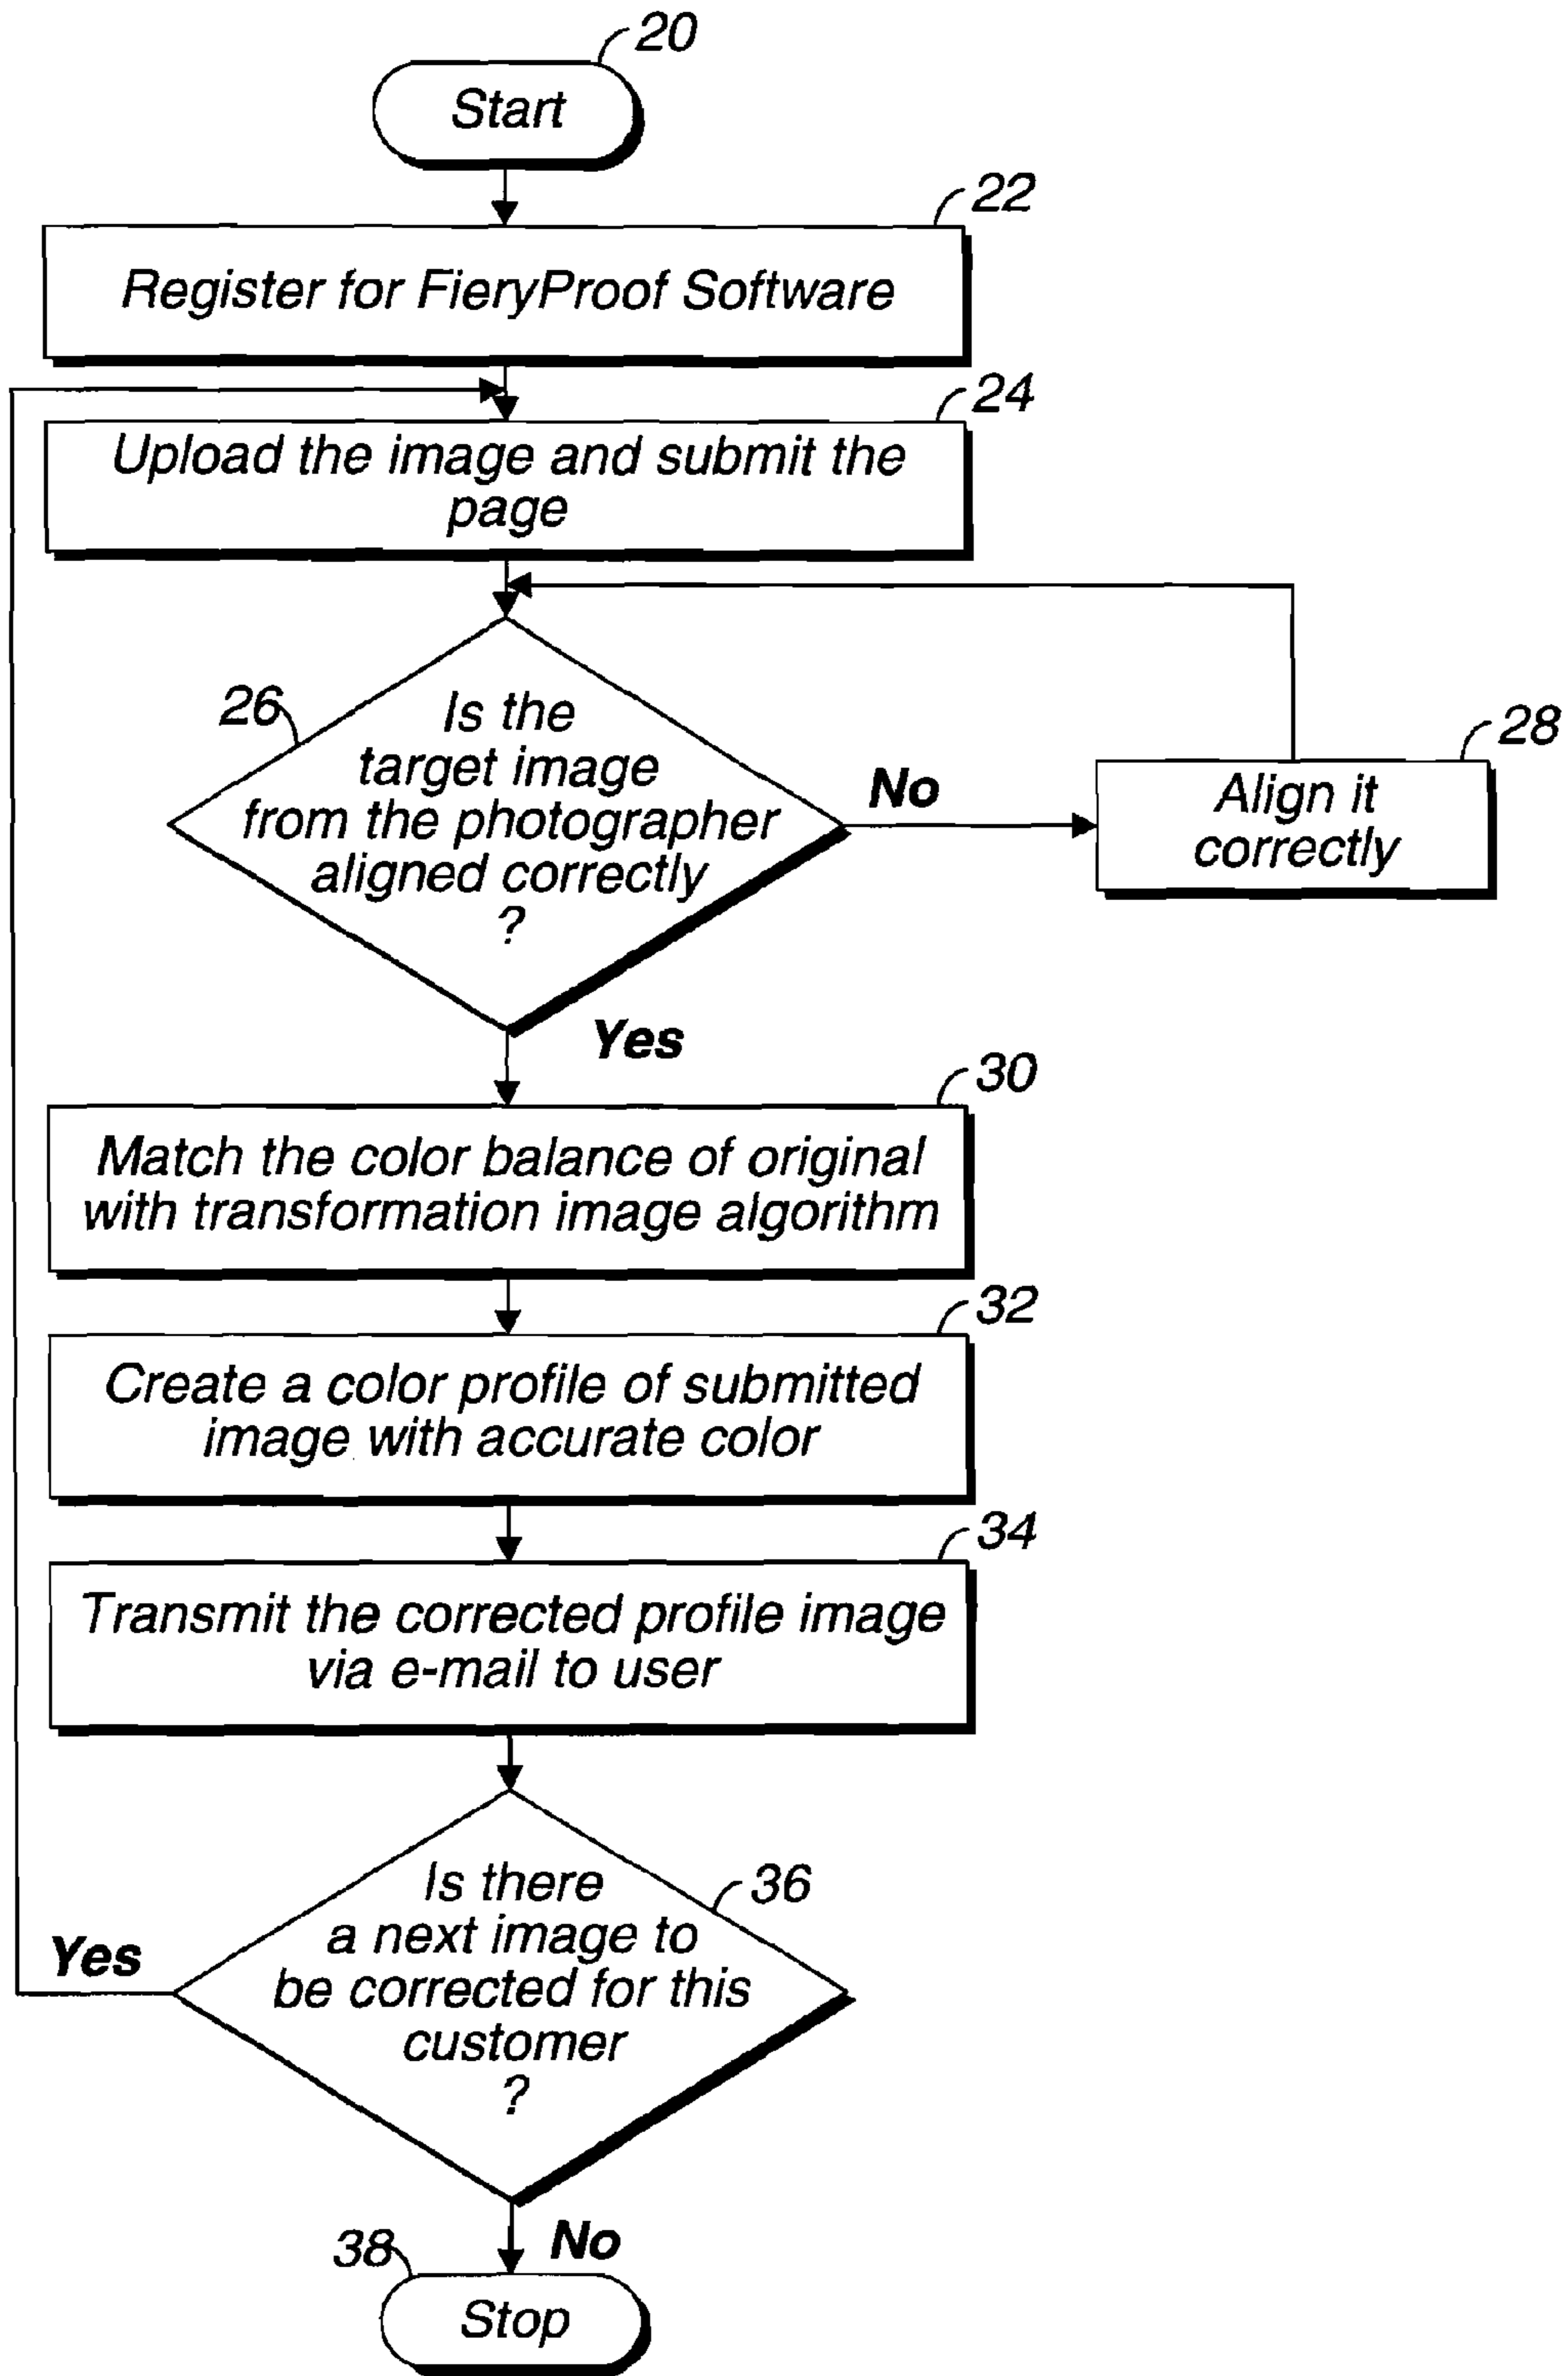 20
Start
22
Register for FieryProof Software
24
Upload the image and submit the
page
26
Is the
target image
from the photographer
aligned correctly
?
No
28
Align it
correctly
Yes
30
Match the color balance of original
with transformation image algorithm
32
Create a color profile of submitted
image with accurate color
34
Transmit the corrected profile image
via e-mail to user
36
Is there
a next image to
be corrected for this
customer
?
Yes
No
38
Stop